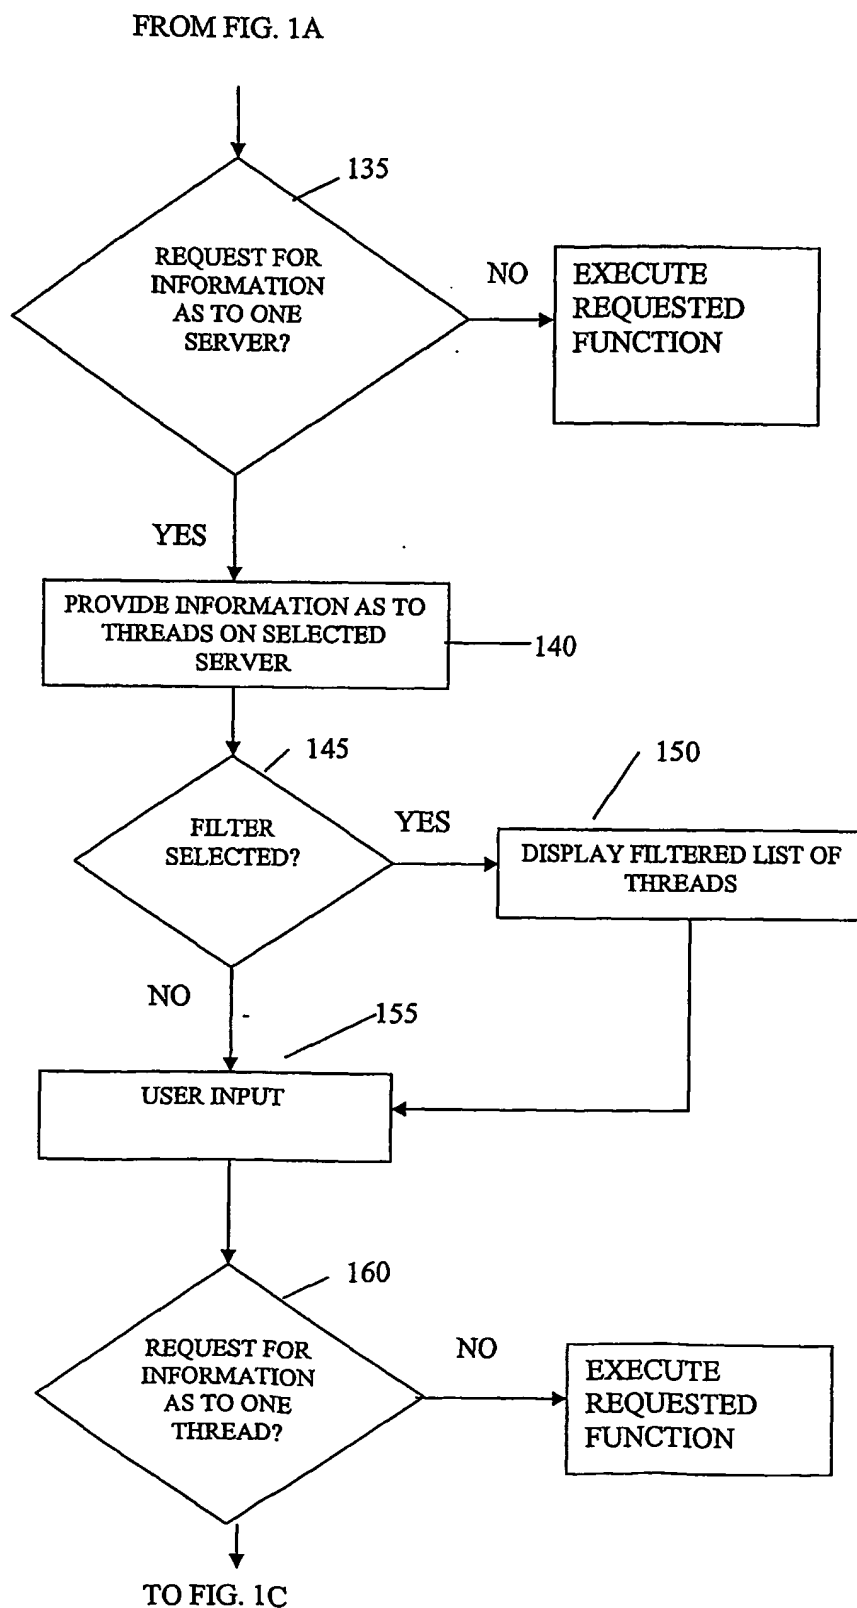 FROM FIG. 1A
135
REQUEST FOR
INFORMATION
AS TO ONE
SERVER?
NO
EXECUTE
REQUESTED
FUNCTION
YES
PROVIDE INFORMATION AS TO
THREADS ON SELECTED
SERVER
140
145
150
FILTER
SELECTED?
YES
DISPLAY FILTERED LIST OF
THREADS
NO
155
USER INPUT
160
REQUEST FOR
INFORMATION
AS TO ONE
THREAD?
NO
EXECUTE
REQUESTED
FUNCTION
TO FIG. 1C